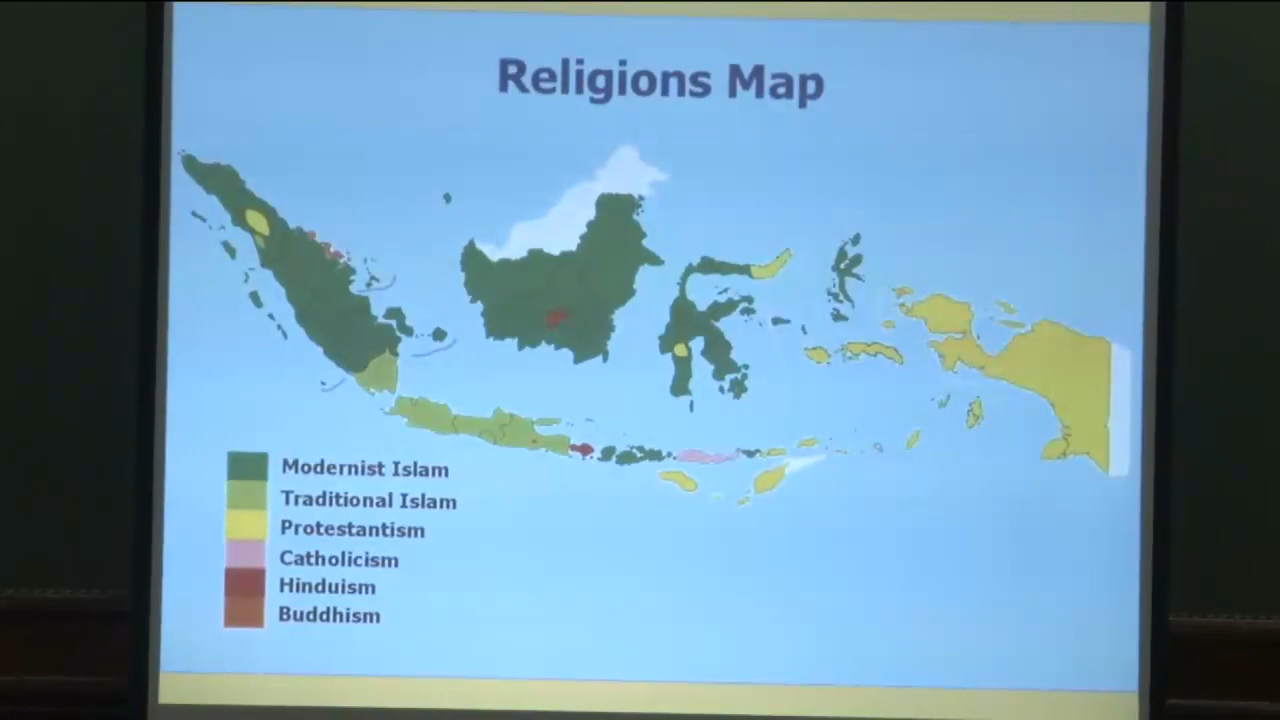 Religions Map
Modernist Islam
Traditional Islam
Protestantism
Catholicism
Hinduism
Buddhism